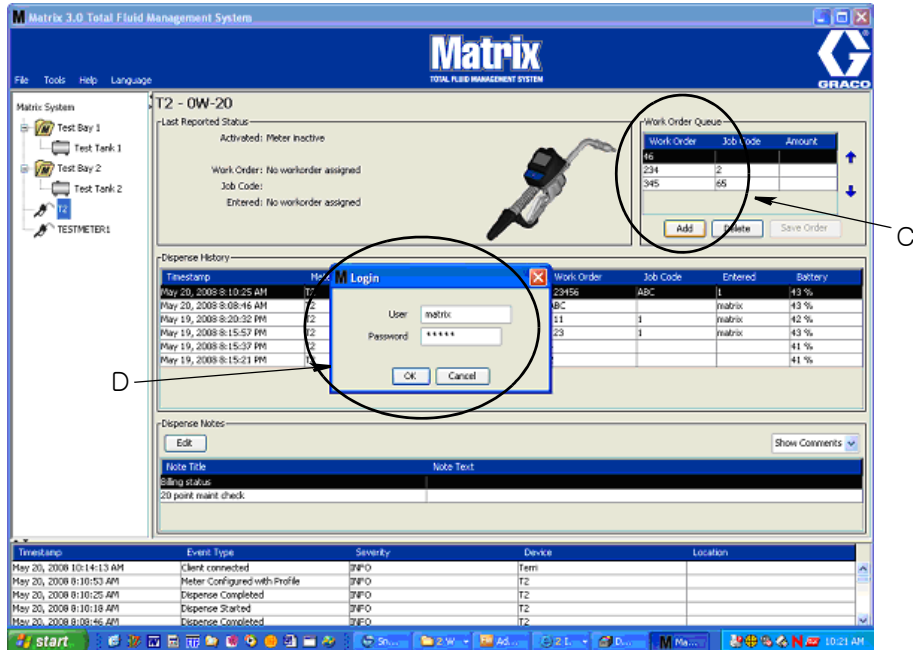 Matrix 3.0 Total Fluid Management System
Matrix
TOTAL FLUID MANAGEMENT SYSTEM
GRACO
File Tools Help Language
Matrix System
Test Bay 1
Test Tank 1
Test Bay 2
Test Tank 2
T2
TESTMETER1
T2 - 0W-20
Last Reported Status
Activated: Meter Inactive
Work Order: No workorder assigned
Job Code:
Entered: No workorder assigned
Work Order Queue
Work Order Job Code Amount
46
234 2
345 65
Add Delete Save Order
C
Dispense History
Timestamp Work Order Job Code Entered Battery
May 20, 2008 8:10:25 AM T2 23456 ABC 1 43 %
May 20, 2008 8:08:46 AM T2 ABC matrix 43 %
May 19, 2008 8:20:32 PM T2 11 1 matrix 42 %
May 19, 2008 8:15:57 PM T2 23 1 matrix 43 %
May 19, 2008 8:15:37 PM T2 41 %
May 19, 2008 8:15:21 PM 41 %
Login
User matrix
Password *****
OK Cancel
D
Dispense Notes
Edit Show Comments
Note Title Note Text
Billing status
20 point maint check
Timestamp Event Type Severity Device Location
May 20, 2008 10:14:13 AM Client connected INFO Terri
May 20, 2008 8:10:53 AM Meter Configured with Profile INFO T2
May 20, 2008 8:10:25 AM Dispense Completed INFO T2
May 20, 2008 8:10:18 AM Dispense Started INFO T2
May 20, 2008 8:08:46 AM Dispense Completed INFO T2
start Sn... 2 W... Ad... 2 I... D... Ma... 10:21 AM